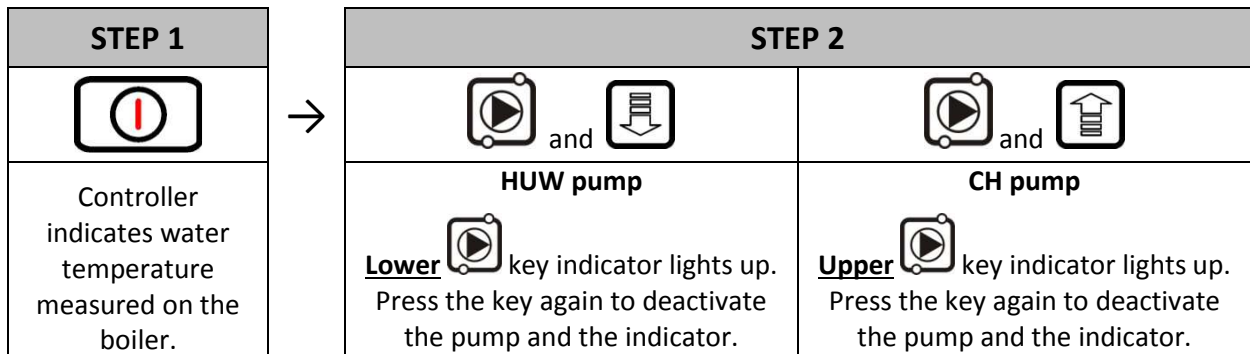 STEP 1
STEP 2
→
and
and
Controller
indicates water
temperature
measured on the
boiler.
HUW pump
Lower key indicator lights up.
Press the key again to deactivate
the pump and the indicator.
CH pump
Upper key indicator lights up.
Press the key again to deactivate
the pump and the indicator.